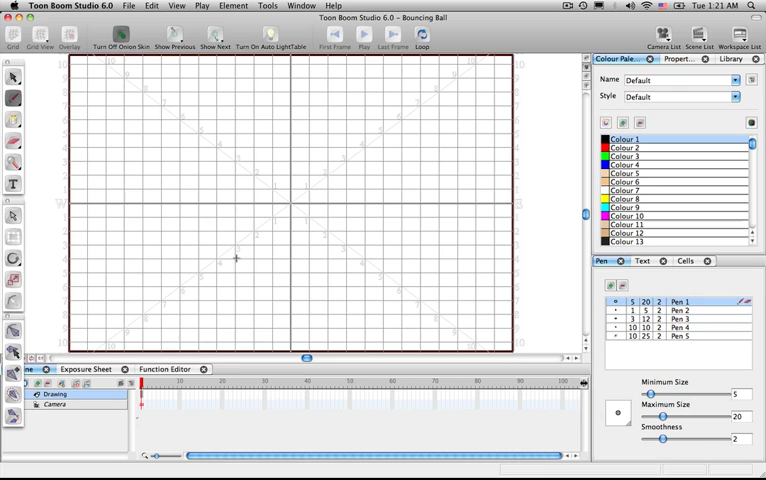 Toon Boom Studio 6.0 File Edit View Play Element Tools Window Help Tue 1:21 AM
Toon Boom Studio 6.0 – Bouncing Ball
Grid Grid View Overlay Turn Off Onion Skin Show Previous Show Next Turn On Auto LightTable First Frame Play Last Frame Loop Camera List Scene List Workspace List
Colour Pale... Propert... Library
Name Default
Style Default
Colour 1
Colour 2
Colour 3
Colour 4
Colour 5
Colour 6
Colour 7
Colour 8
Colour 9
Colour 10
Colour 11
Colour 12
Colour 13
T
W E
Pen Text Cells
5 20 2 Pen 1
1 5 2 Pen 2
3 12 2 Pen 3
10 10 2 Pen 4
10 25 2 Pen 5
Minimum Size
5
Maximum Size
20
Smoothness
2
Exposure Sheet Function Editor
10 20 30 40 50 60 70 80 90 100
Drawing
Camera